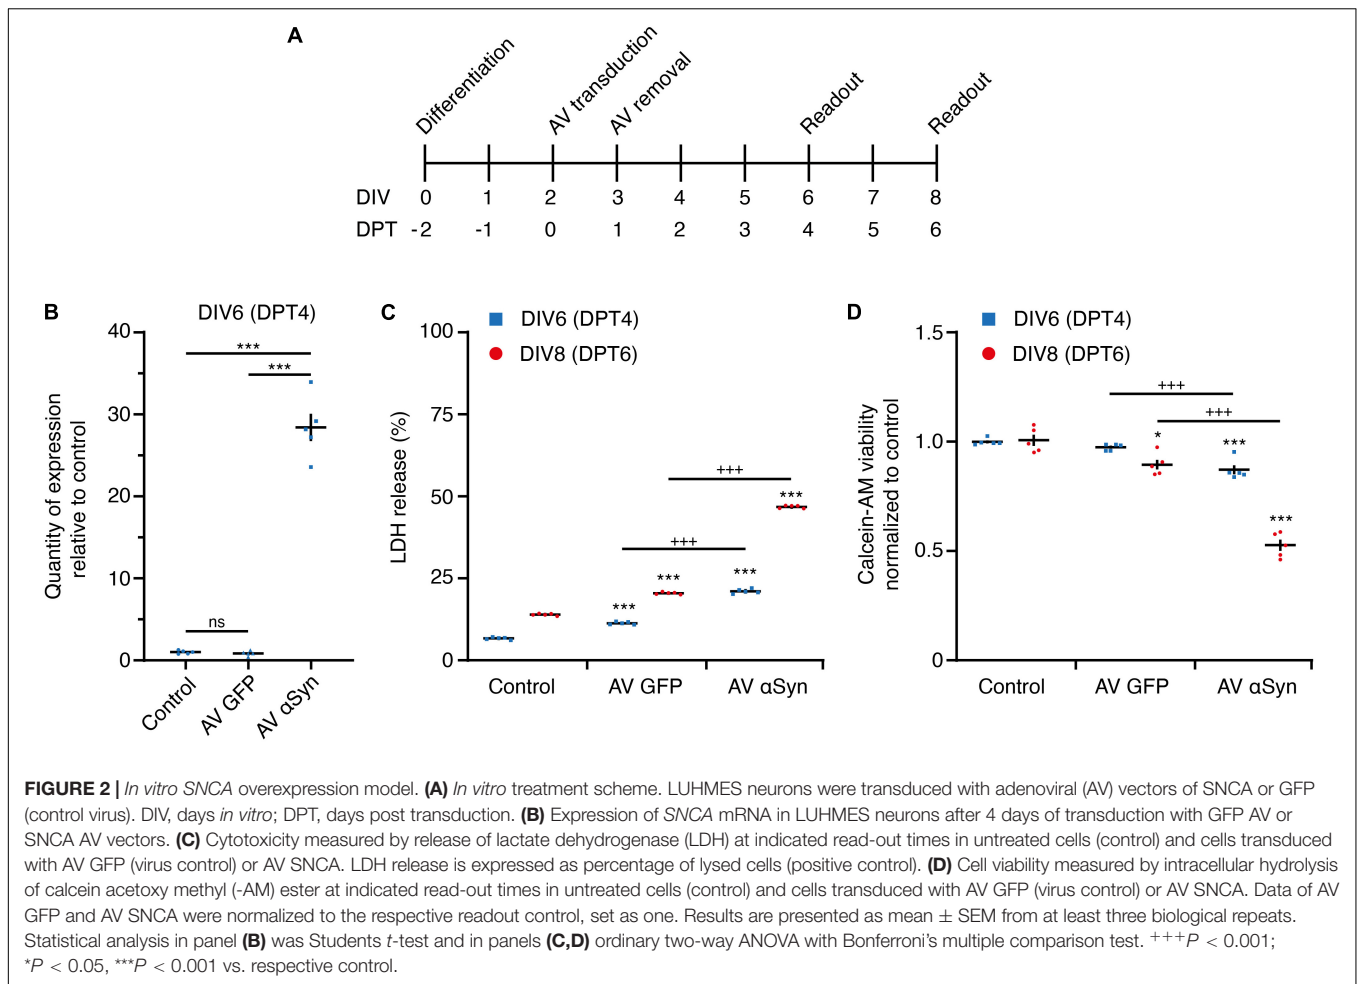 A
Differentiation
AV transduction
AV removal
Readout
Readout
DIV 0 1 2 3 4 5 6 7 8
DPT -2 -1 0 1 2 3 4 5 6
B
DIV6 (DPT4)
Quantity of expression
relative to control
40
30
20
10
0
***
***
ns
Control
AV GFP
AV αSyn
C
DIV6 (DPT4)
DIV8 (DPT6)
LDH release (%)
100
75
50
25
0
+++
***
+++
***
***
***
Control AV GFP AV αSyn
D
DIV6 (DPT4)
DIV8 (DPT6)
Calcein-AM viability
normalized to control
1.5
1.0
0.5
0
+++
+++
*
***
***
Control AV GFP AV αSyn
FIGURE 2 | In vitro SNCA overexpression model. (A) In vitro treatment scheme. LUHMES neurons were transduced with adenoviral (AV) vectors of SNCA or GFP
(control virus). DIV, days in vitro; DPT, days post transduction. (B) Expression of SNCA mRNA in LUHMES neurons after 4 days of transduction with GFP AV or
SNCA AV vectors. (C) Cytotoxicity measured by release of lactate dehydrogenase (LDH) at indicated read-out times in untreated cells (control) and cells transduced
with AV GFP (virus control) or AV SNCA. LDH release is expressed as percentage of lysed cells (positive control). (D) Cell viability measured by intracellular hydrolysis
of calcein acetoxy methyl (-AM) ester at indicated read-out times in untreated cells (control) and cells transduced with AV GFP (virus control) or AV SNCA. Data of AV
GFP and AV SNCA were normalized to the respective readout control, set as one. Results are presented as mean ± SEM from at least three biological repeats.
Statistical analysis in panel (B) was Students t-test and in panels (C,D) ordinary two-way ANOVA with Bonferroni's multiple comparison test. +++P < 0.001;
*P < 0.05, ***P < 0.001 vs. respective control.